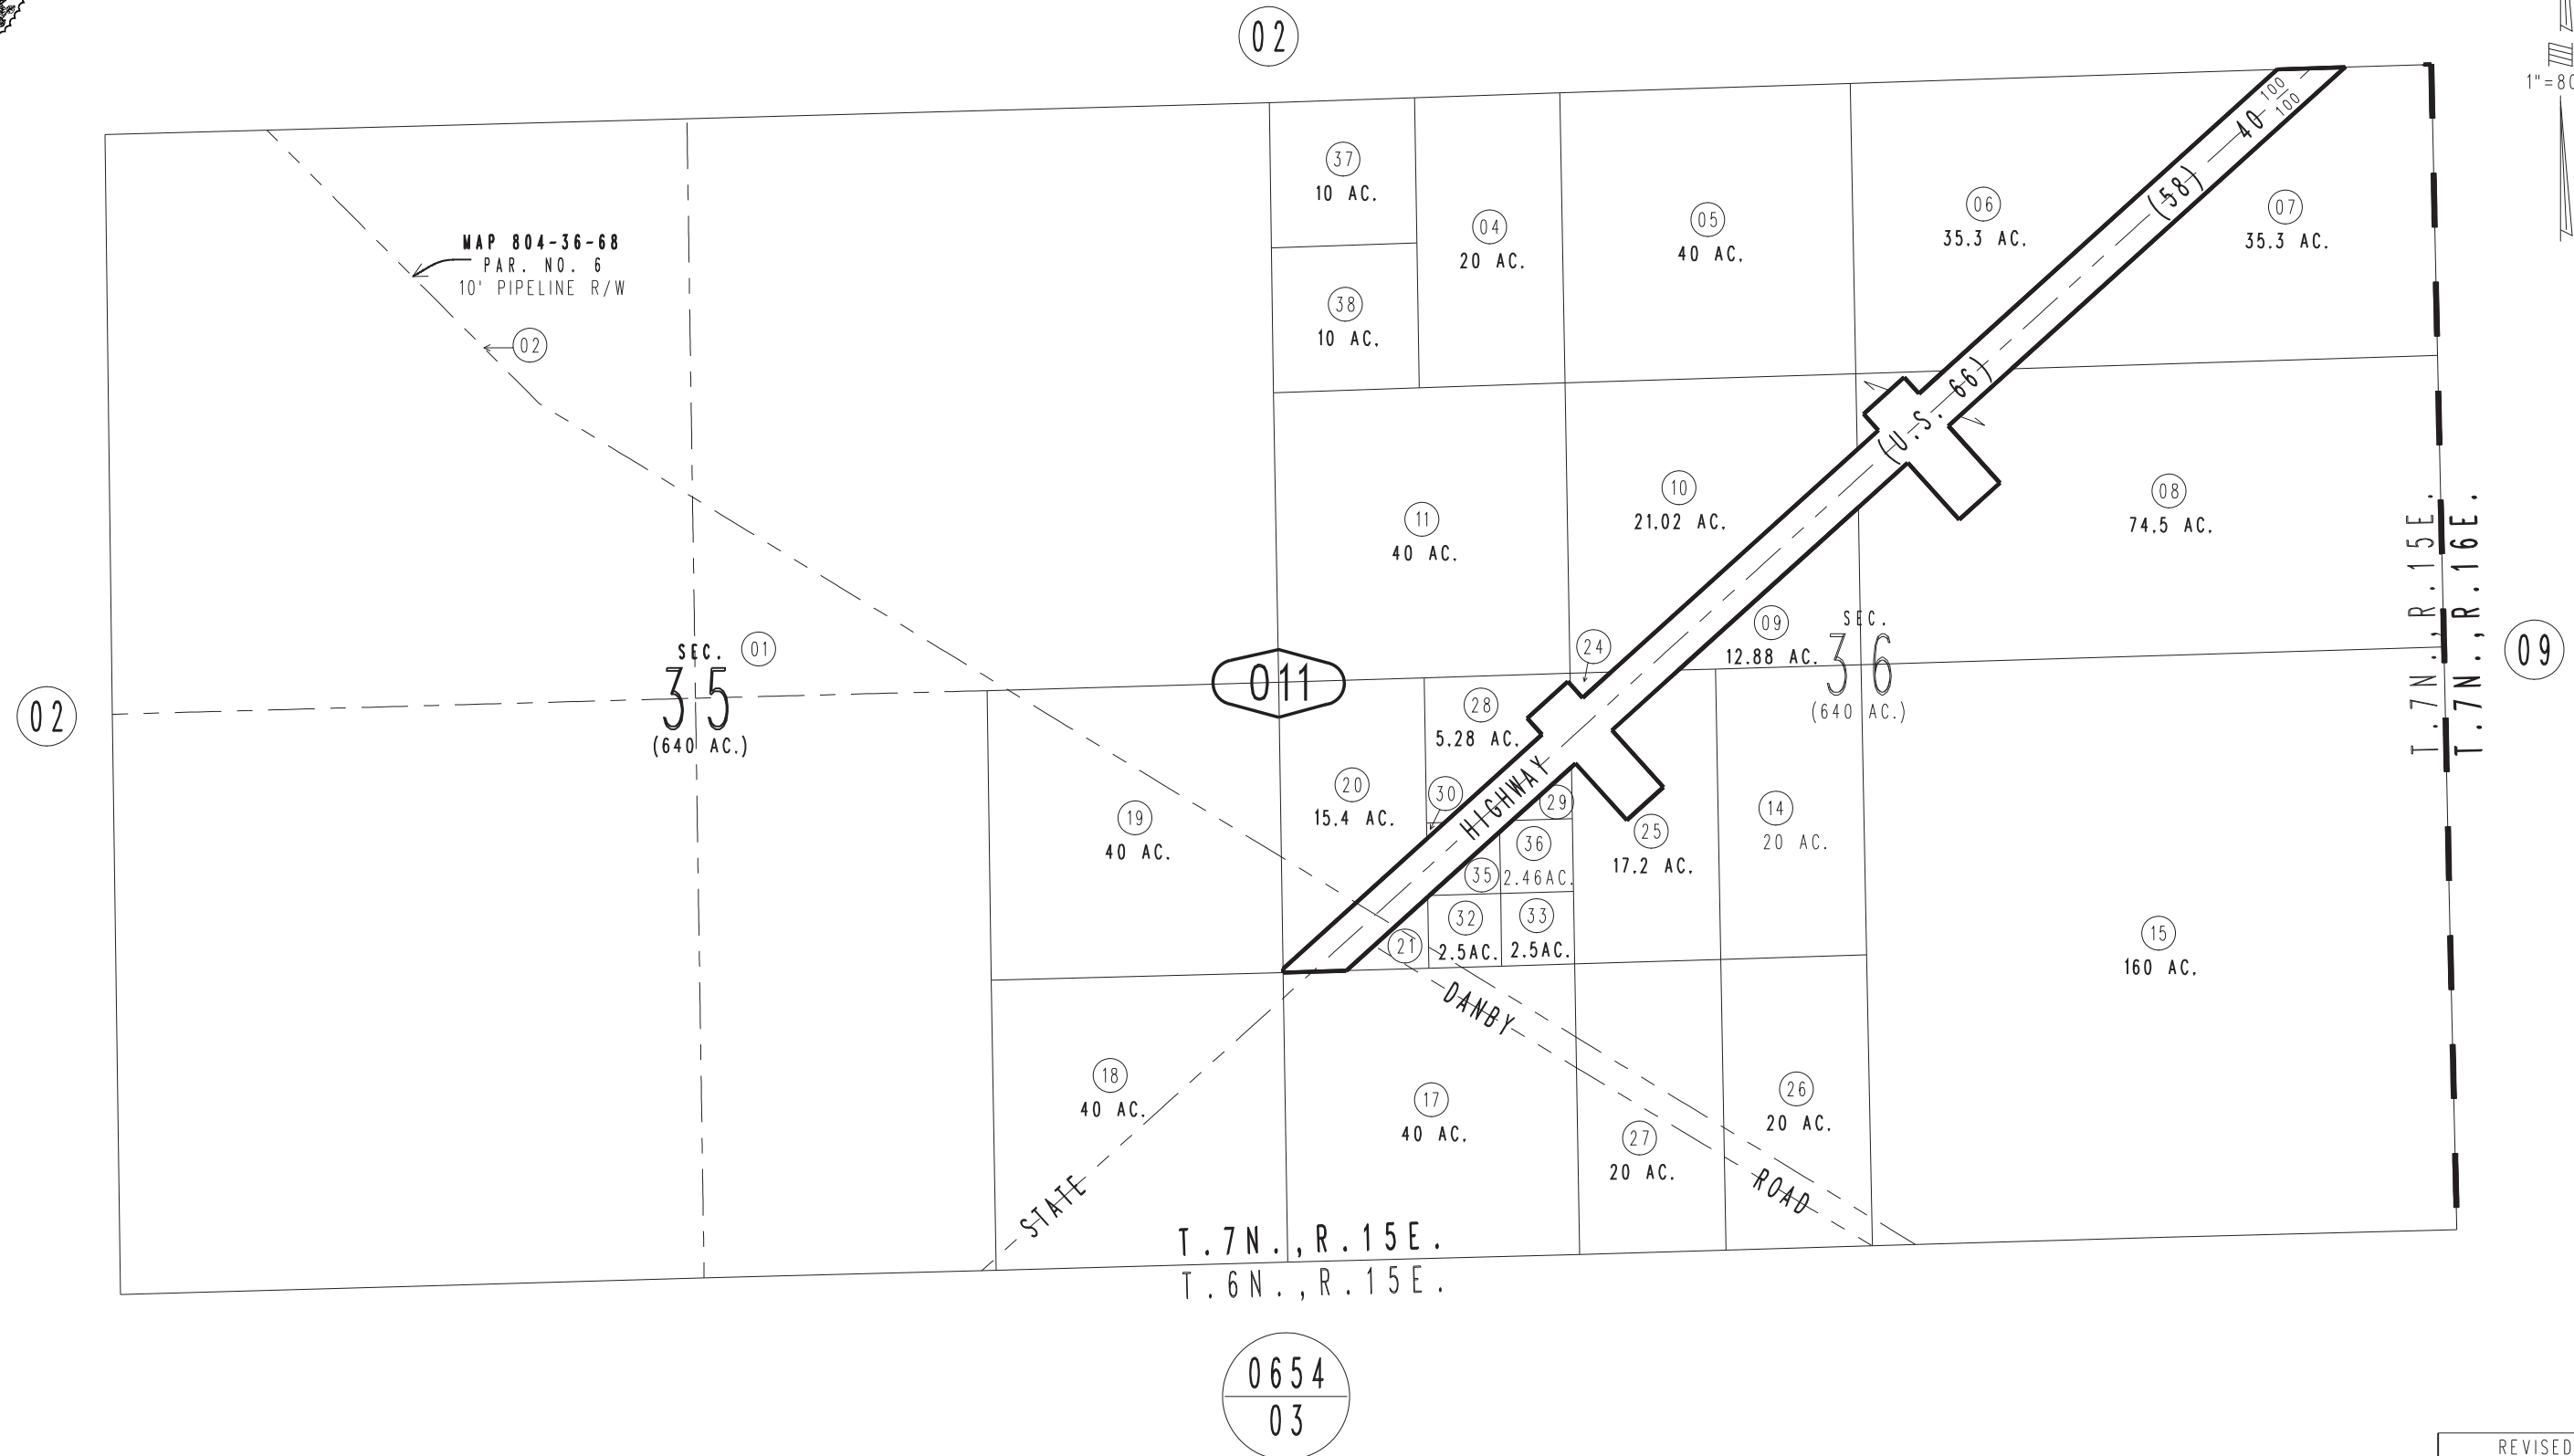 02
1"=80
37
10 AC.
04
20 AC.
05
40 AC.
06
35.3 AC.
(58)
40
100
100
07
35.3 AC.
MAP 804-36-68
PAR. NO. 6
10' PIPELINE R/W
02
38
10 AC.
(U.S. 66)
11
40 AC.
10
21.02 AC.
08
74.5 AC.
T.7N.,R.15E.
T.7N.,R.16E.
SEC.
35
(640 AC.)
01
011
24
09
12.88 AC.
SEC.
36
(640 AC.)
09
02
28
5.28 AC.
19
40 AC.
20
15.4 AC.
30
HIGHWAY
29
36
2.46AC.
25
17.2 AC.
14
20 AC.
35
32
2.5AC.
33
2.5AC.
21
15
160 AC.
DANBY
ROAD
18
40 AC.
17
40 AC.
27
20 AC.
26
20 AC.
STATE
T.7N.,R.15E.
T.6N.,R.15E.
0654
03
REVISED